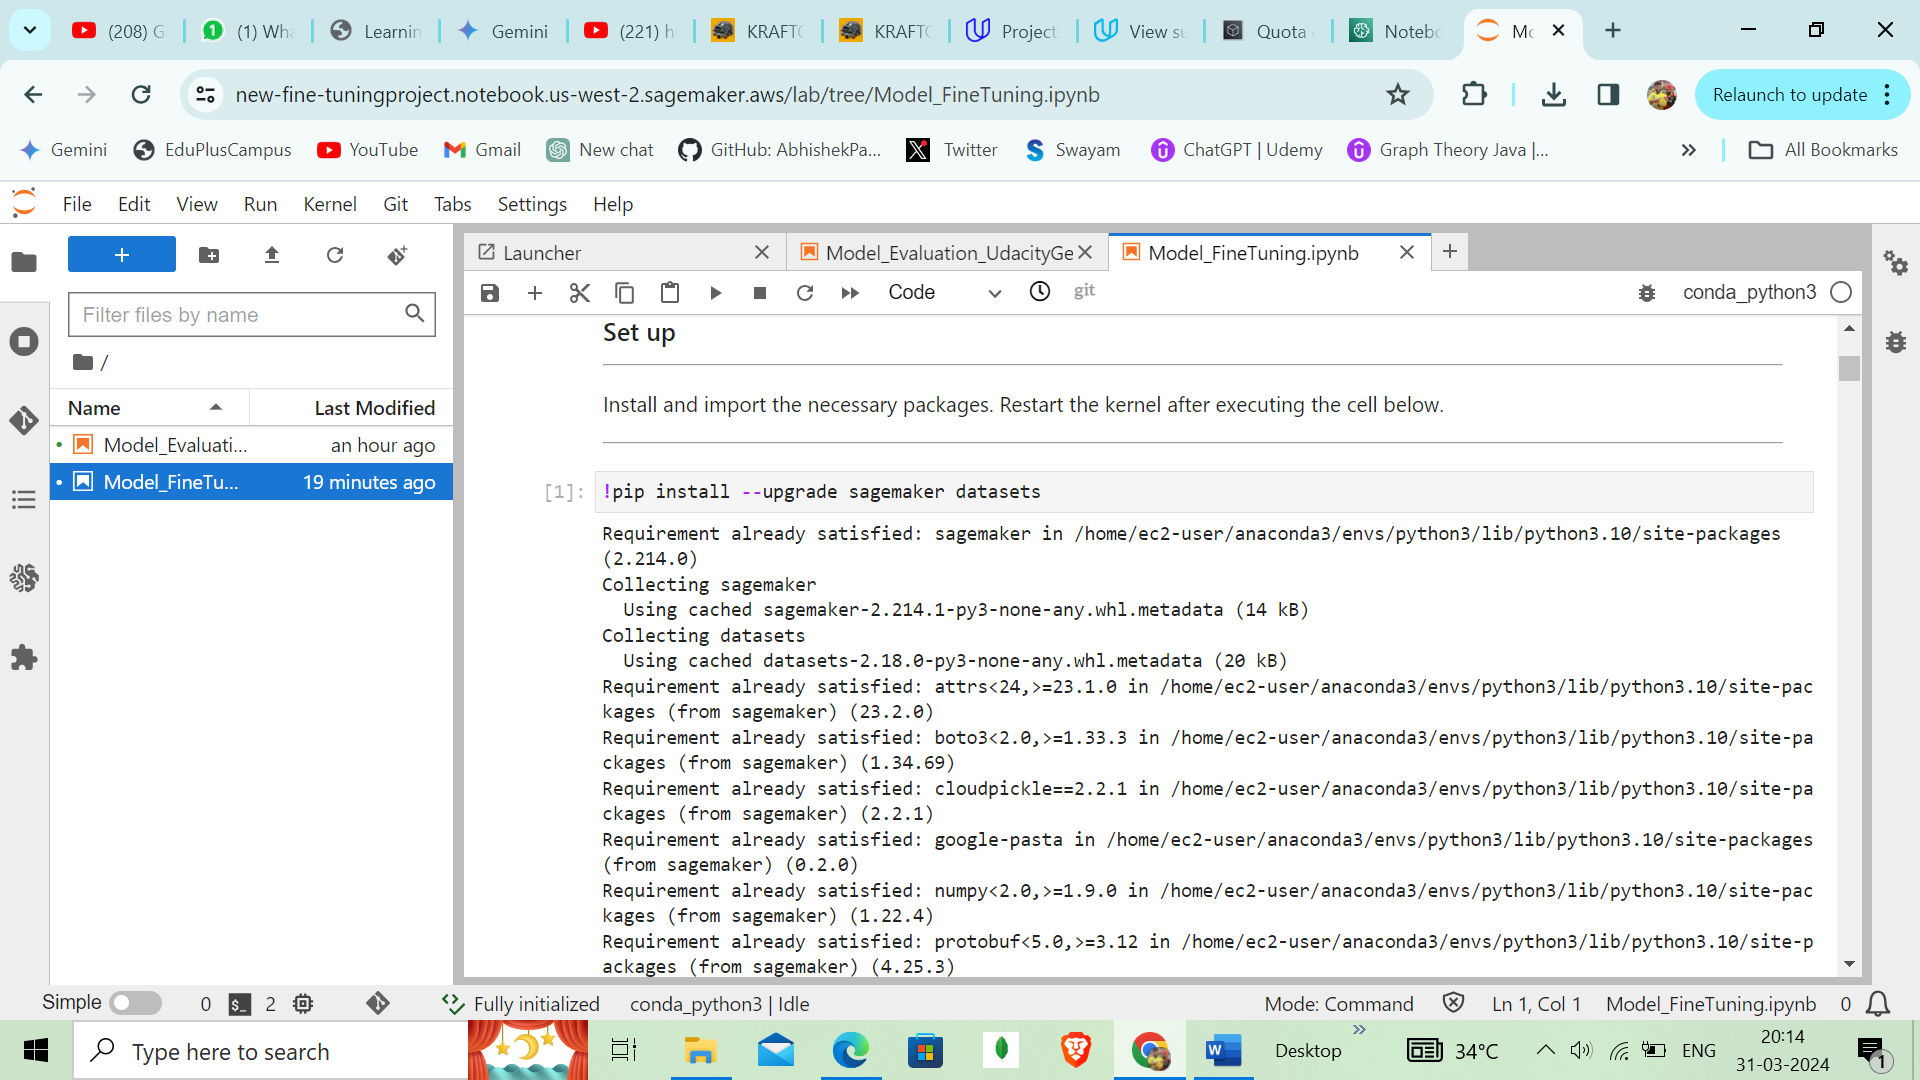 (208) G
(1) Wha
Learnin
Gemini
(221) h
KRAFTO
KRAFTO
Project
View su
Quota
Notebo
Mo
new-fine-tuningproject.notebook.us-west-2.sagemaker.aws/lab/tree/Model_FineTuning.ipynb
Relaunch to update
Gemini
EduPlusCampus
YouTube
Gmail
New chat
GitHub: AbhishekPa...
Twitter
Swayam
ChatGPT | Udemy
Graph Theory Java |...
All Bookmarks
File
Edit
View
Run
Kernel
Git
Tabs
Settings
Help
Launcher
Model_Evaluation_UdacityGe
Model_FineTuning.ipynb
Code
git
conda_python3
Filter files by name
/
Name
Last Modified
Model_Evaluati...
an hour ago
Model_FineTu...
19 minutes ago
Set up
Install and import the necessary packages. Restart the kernel after executing the cell below.
[1]:
!pip install --upgrade sagemaker datasets
Requirement already satisfied: sagemaker in /home/ec2-user/anaconda3/envs/python3/lib/python3.10/site-packages
(2.214.0)
Collecting sagemaker
  Using cached sagemaker-2.214.1-py3-none-any.whl.metadata (14 kB)
Collecting datasets
  Using cached datasets-2.18.0-py3-none-any.whl.metadata (20 kB)
Requirement already satisfied: attrs<24,>=23.1.0 in /home/ec2-user/anaconda3/envs/python3/lib/python3.10/site-pac
kages (from sagemaker) (23.2.0)
Requirement already satisfied: boto3<2.0,>=1.33.3 in /home/ec2-user/anaconda3/envs/python3/lib/python3.10/site-pa
ckages (from sagemaker) (1.34.69)
Requirement already satisfied: cloudpickle==2.2.1 in /home/ec2-user/anaconda3/envs/python3/lib/python3.10/site-pa
ckages (from sagemaker) (2.2.1)
Requirement already satisfied: google-pasta in /home/ec2-user/anaconda3/envs/python3/lib/python3.10/site-packages
(from sagemaker) (0.2.0)
Requirement already satisfied: numpy<2.0,>=1.9.0 in /home/ec2-user/anaconda3/envs/python3/lib/python3.10/site-pac
kages (from sagemaker) (1.22.4)
Requirement already satisfied: protobuf<5.0,>=3.12 in /home/ec2-user/anaconda3/envs/python3/lib/python3.10/site-p
ackages (from sagemaker) (4.25.3)
Simple
0
$_
2
Fully initialized
conda_python3 | Idle
Mode: Command
Ln 1, Col 1
Model_FineTuning.ipynb
0
Type here to search
Desktop
34°C
ENG
20:14
31-03-2024
1